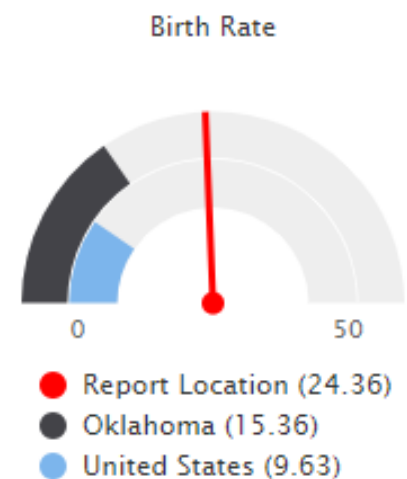 Birth Rate
0 50
Report Location (24.36)
Oklahoma (15.36)
United States (9.63)